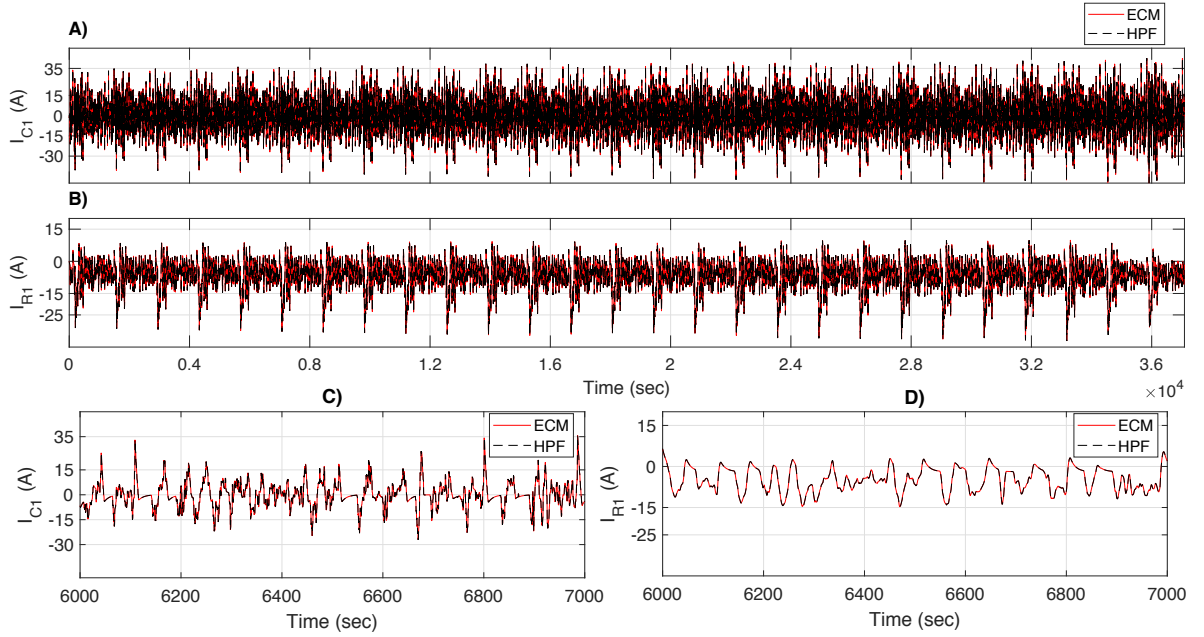 A)
ECM
HPF
35
15
0
-15
-30
I_C1 (A)
B)
15
0
-15
-25
I_R1 (A)
0 0.4 0.8 1.2 1.6 2 2.4 2.8 3.2 3.6
Time (sec)
×10^4
C)
ECM
HPF
35
15
0
-15
-30
I_C1 (A)
6000 6200 6400 6600 6800 7000
Time (sec)
D)
ECM
HPF
15
0
-15
-25
I_R1 (A)
6000 6200 6400 6600 6800 7000
Time (sec)